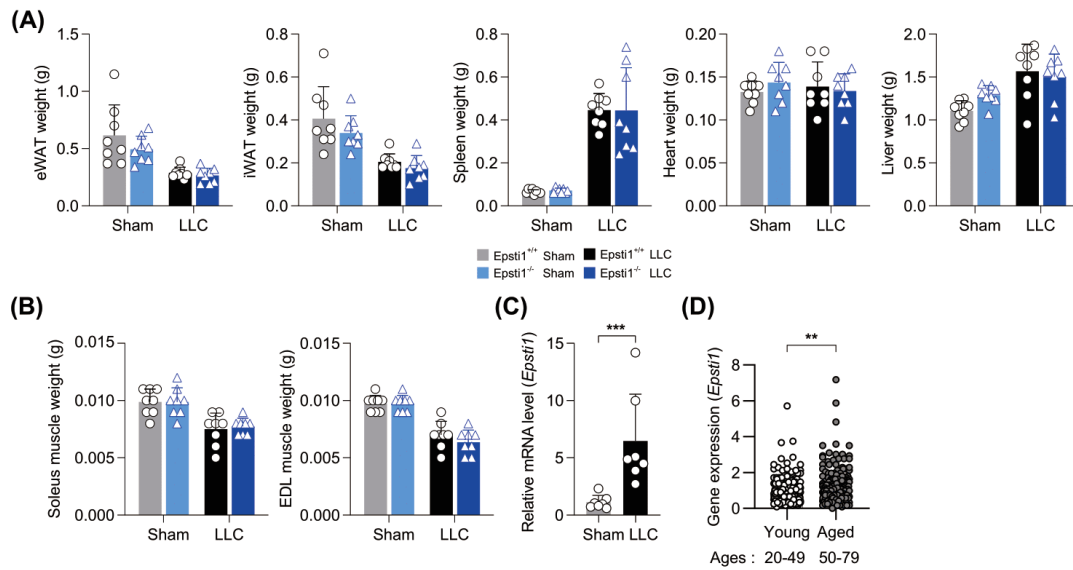 (A)
eWAT weight (g)
1.5
1.0
0.5
0.0
Sham LLC
iWAT weight (g)
0.8
0.6
0.4
0.2
0.0
Sham LLC
Spleen weight (g)
0.8
0.6
0.4
0.2
0.0
Sham LLC
Heart weight (g)
0.20
0.15
0.10
0.05
0.00
Sham LLC
Liver weight (g)
2.0
1.5
1.0
0.5
0.0
Sham LLC
Epsti1+/+ Sham Epsti1+/+ LLC
Epsti1-/- Sham Epsti1-/- LLC
(B)
Soleus muscle weight (g)
0.015
0.010
0.005
0.000
Sham LLC
EDL muscle weight (g)
0.015
0.010
0.005
0.000
Sham LLC
(C)
Relative mRNA level (Epsti1)
***
15
10
5
0
Sham LLC
(D)
Gene expression (Epsti1)
**
8
6
4
2
0
Young Aged
Ages : 20-49 50-79